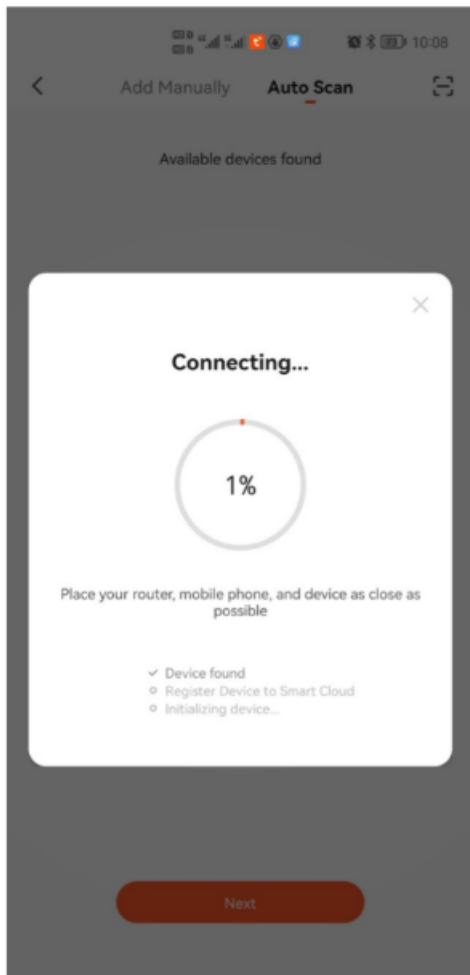 10:08
Add Manually Auto Scan
Available devices found
Connecting...
1%
Place your router, mobile phone, and device as close as
possible
Device found
Register Device to Smart Cloud
Initializing device...
Next